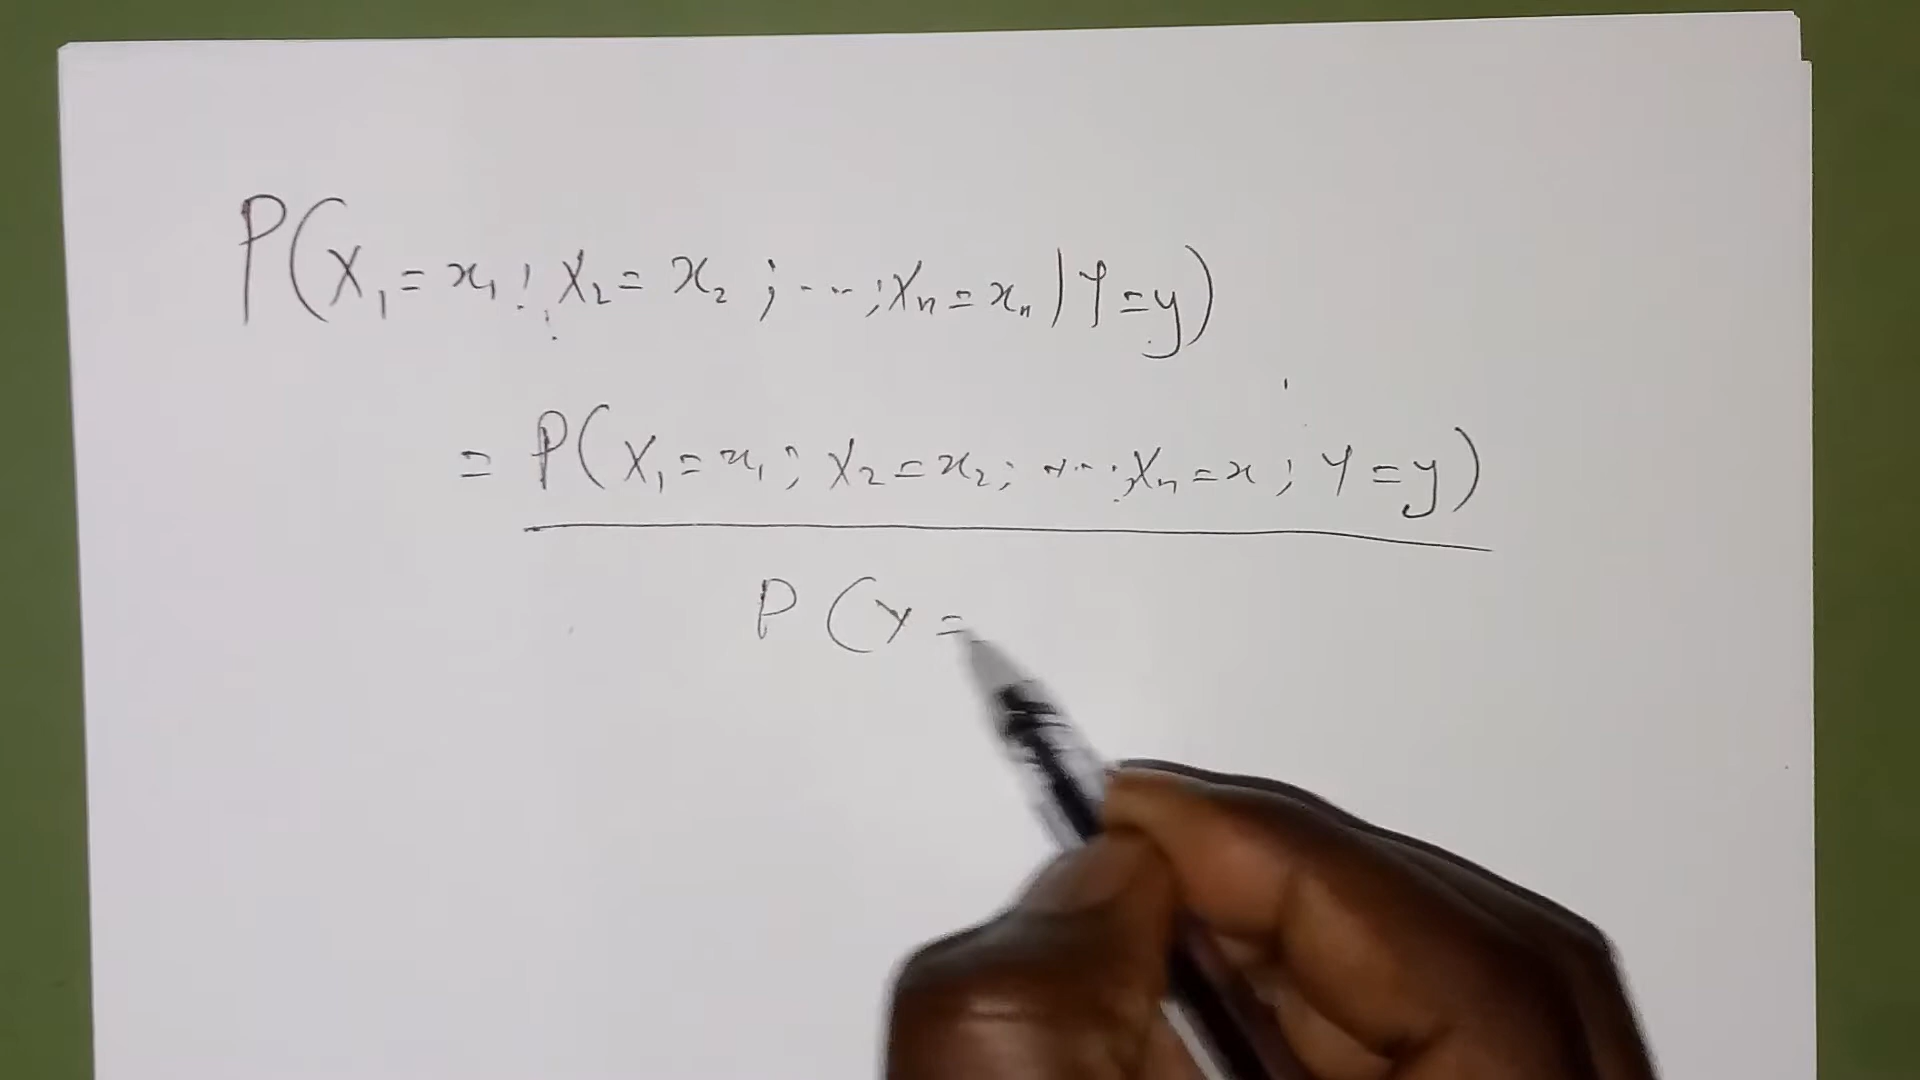 P(X₁ = x₁ ; X₂ = x₂ ; ... ; Xₙ = xₙ | Y = y)
= P(X₁ = x₁ ; X₂ = x₂ ; ... ; Xₙ = x ; Y = y)
P(Y =